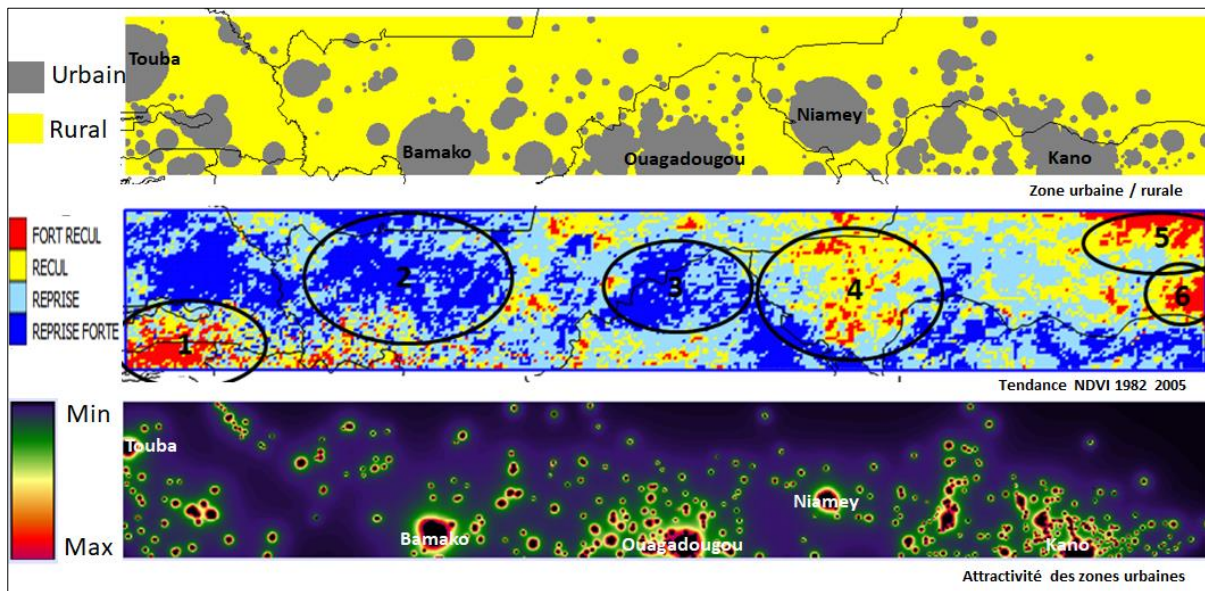 Touba
Urbain
Rural
Bamako
Ouagadougou
Niamey
Kano
Zone urbaine / rurale
FORT RECUL
RECUL
REPRISE
REPRISE FORTE
1
2
3
4
5
6
Tendance NDVI 1982 2005
Min
Max
Touba
Bamako
Ouagadougou
Niamey
Kano
Attractivité des zones urbaines